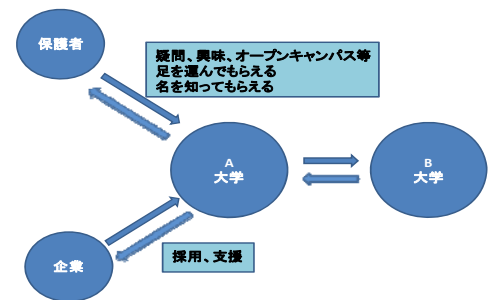 保護者
疑問、興味、オープンキャンパス等
足を運んでもらえる
名を知ってもらえる
A
大学
B
大学
企業
採用、支援